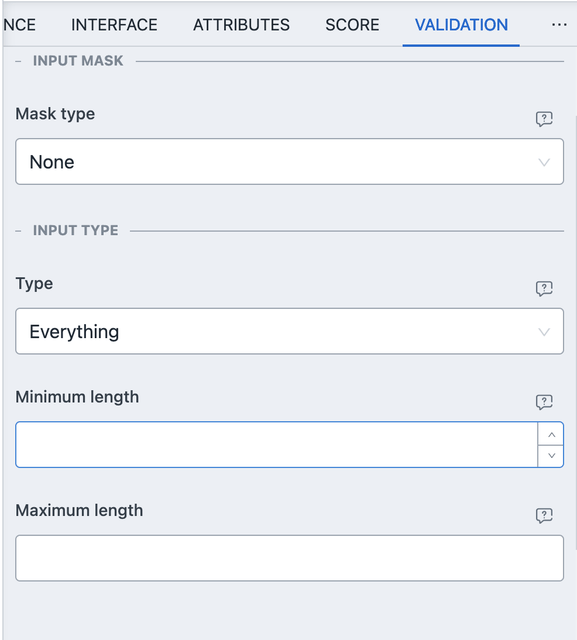 NCE INTERFACE ATTRIBUTES SCORE VALIDATION ...
INPUT MASK
Mask type
None
INPUT TYPE
Type
Everything
Minimum length
Maximum length